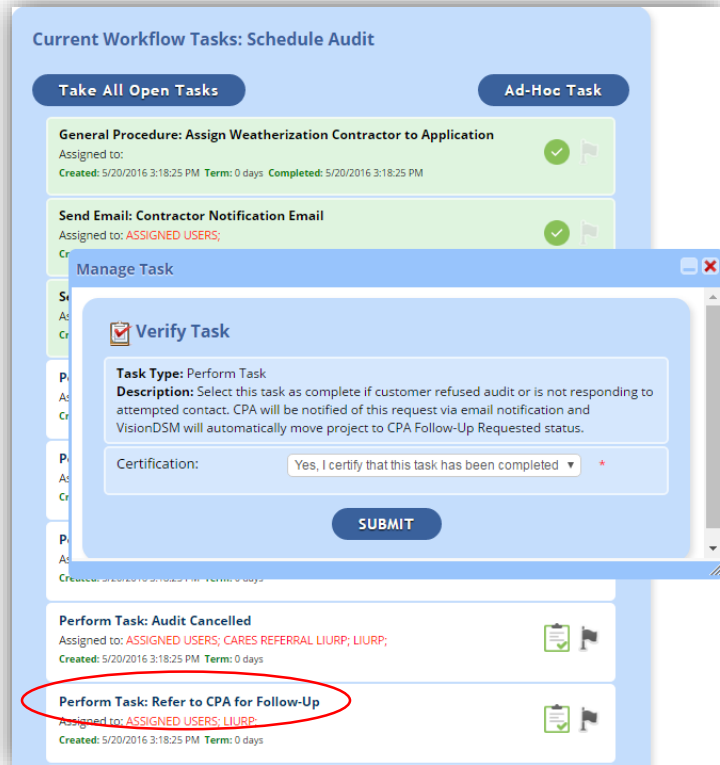 Current Workflow Tasks: Schedule Audit
Take All Open Tasks
Ad-Hoc Task
General Procedure: Assign Weatherization Contractor to Application
Assigned to:
Created: 5/20/2016 3:18:25 PM Term: 0 days Completed: 5/20/2016 3:18:25 PM
Send Email: Contractor Notification Email
Assigned to: ASSIGNED USERS;
Manage Task
Verify Task
Task Type: Perform Task
Description: Select this task as complete if customer refused audit or is not responding to
attempted contact. CPA will be notified of this request via email notification and
VisionDSM will automatically move project to CPA Follow-Up Requested status.
Certification:
Yes, I certify that this task has been completed
*
SUBMIT
Perform Task: Audit Cancelled
Assigned to: ASSIGNED USERS; CARES REFERRAL LIURP; LIURP;
Created: 5/20/2016 3:18:25 PM Term: 0 days
Perform Task: Refer to CPA for Follow-Up
Assigned to: ASSIGNED USERS; LIURP;
Created: 5/20/2016 3:18:25 PM Term: 0 days